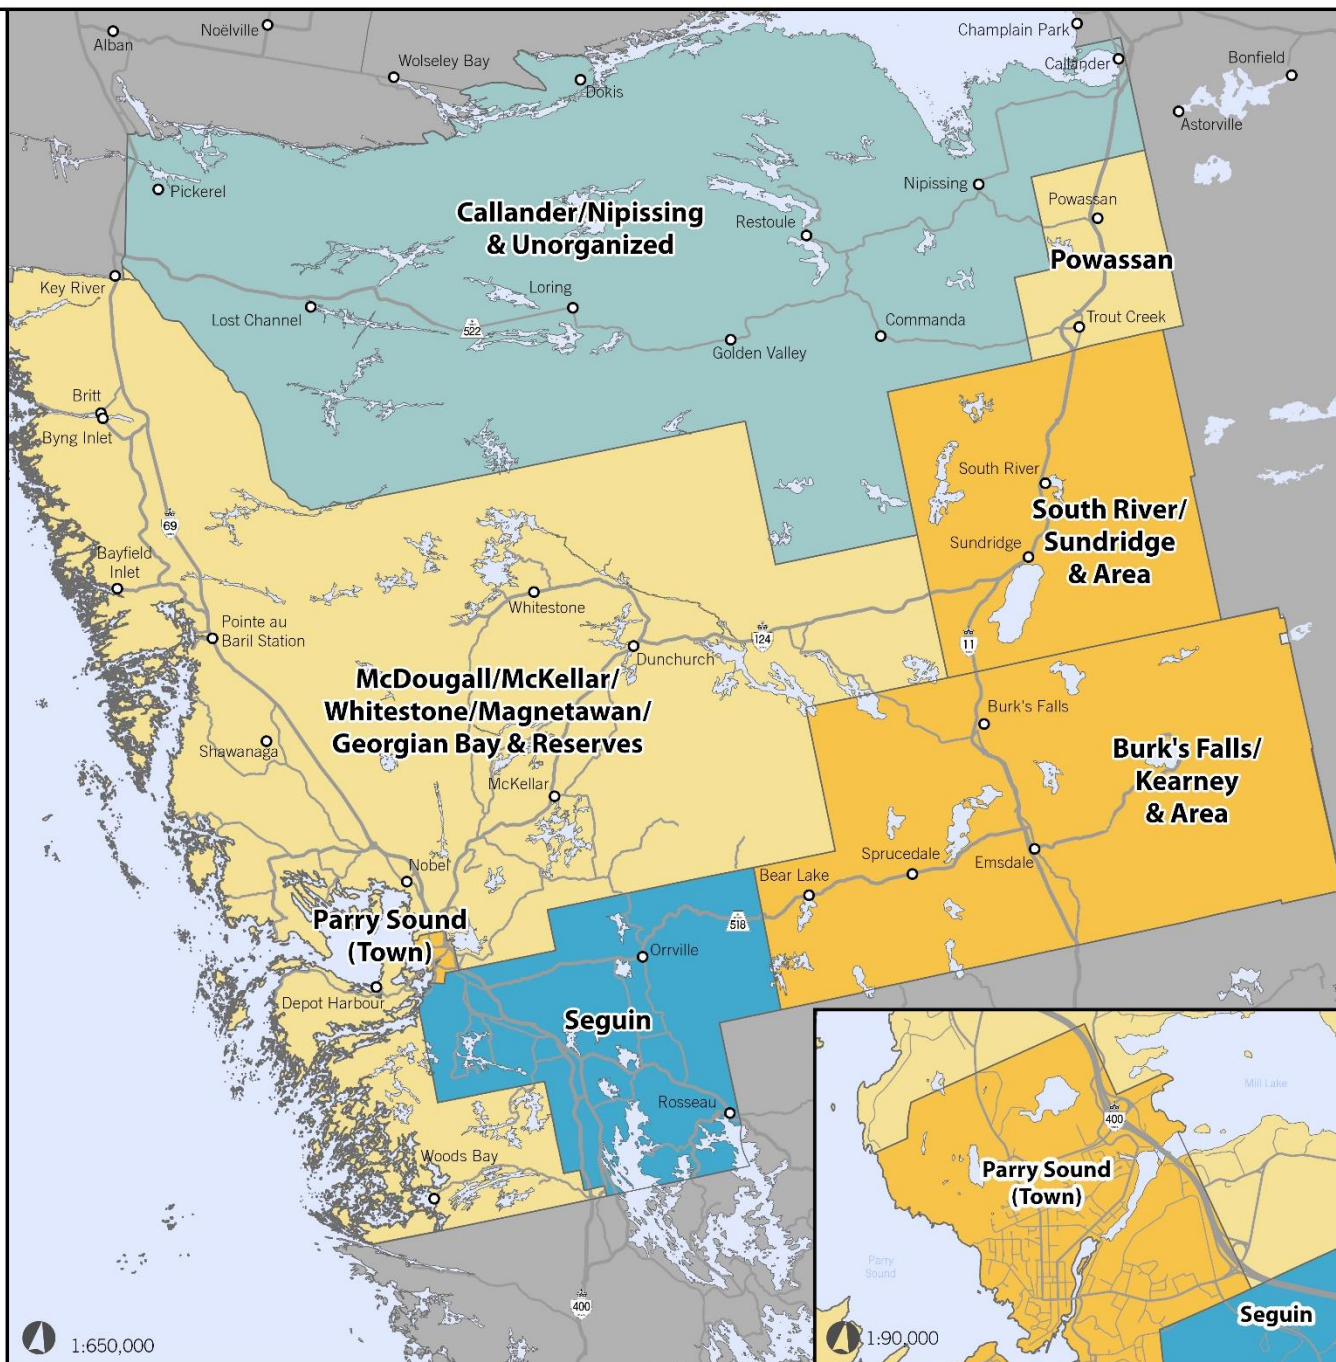 Noëlville
Alban
Champlain Park
Wolseley Bay
Callander
Bonfield
Dokis
Astorville
Pickerel
Nipissing
Callander/Nipissing
& Unorganized
Restoule
Powassan
Powassan
Key River
Loring
Lost Channel
522
Commanda
Trout Creek
Golden Valley
Britt
Byng Inlet
South River
69
South River/
Sundridge
& Area
Sundridge
Bayfield
Inlet
Whitestone
Pointe au
Baril Station
124
11
Dunchurch
McDougall/McKellar/
Whitestone/Magnetawan/
Georgian Bay & Reserves
Burk's Falls
Shawanaga
Burk's Falls/
Kearney
& Area
McKellar
Sprucedale
Emsdale
Nobel
Bear Lake
Parry Sound
(Town)
518
Orrville
Depot Harbour
Seguin
Rosseau
Woods Bay
400
1:650,000
Mill Lake
400
Parry Sound
(Town)
Parry
Sound
Seguin
1:90,000